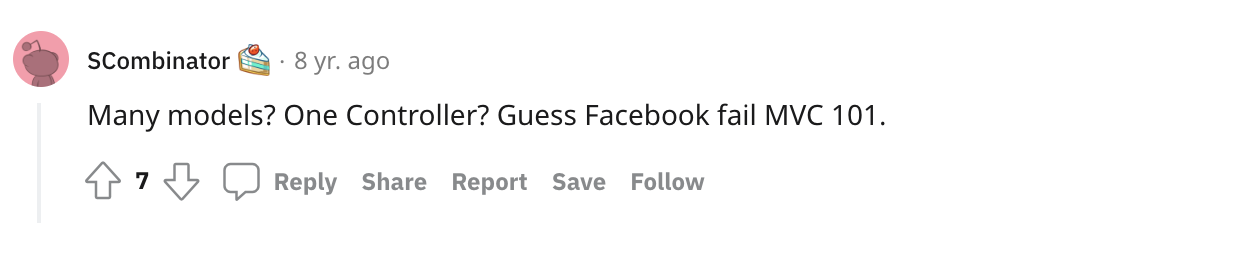 SCombinator · 8 yr. ago
Many models? One Controller? Guess Facebook fail MVC 101.
7 Reply Share Report Save Follow